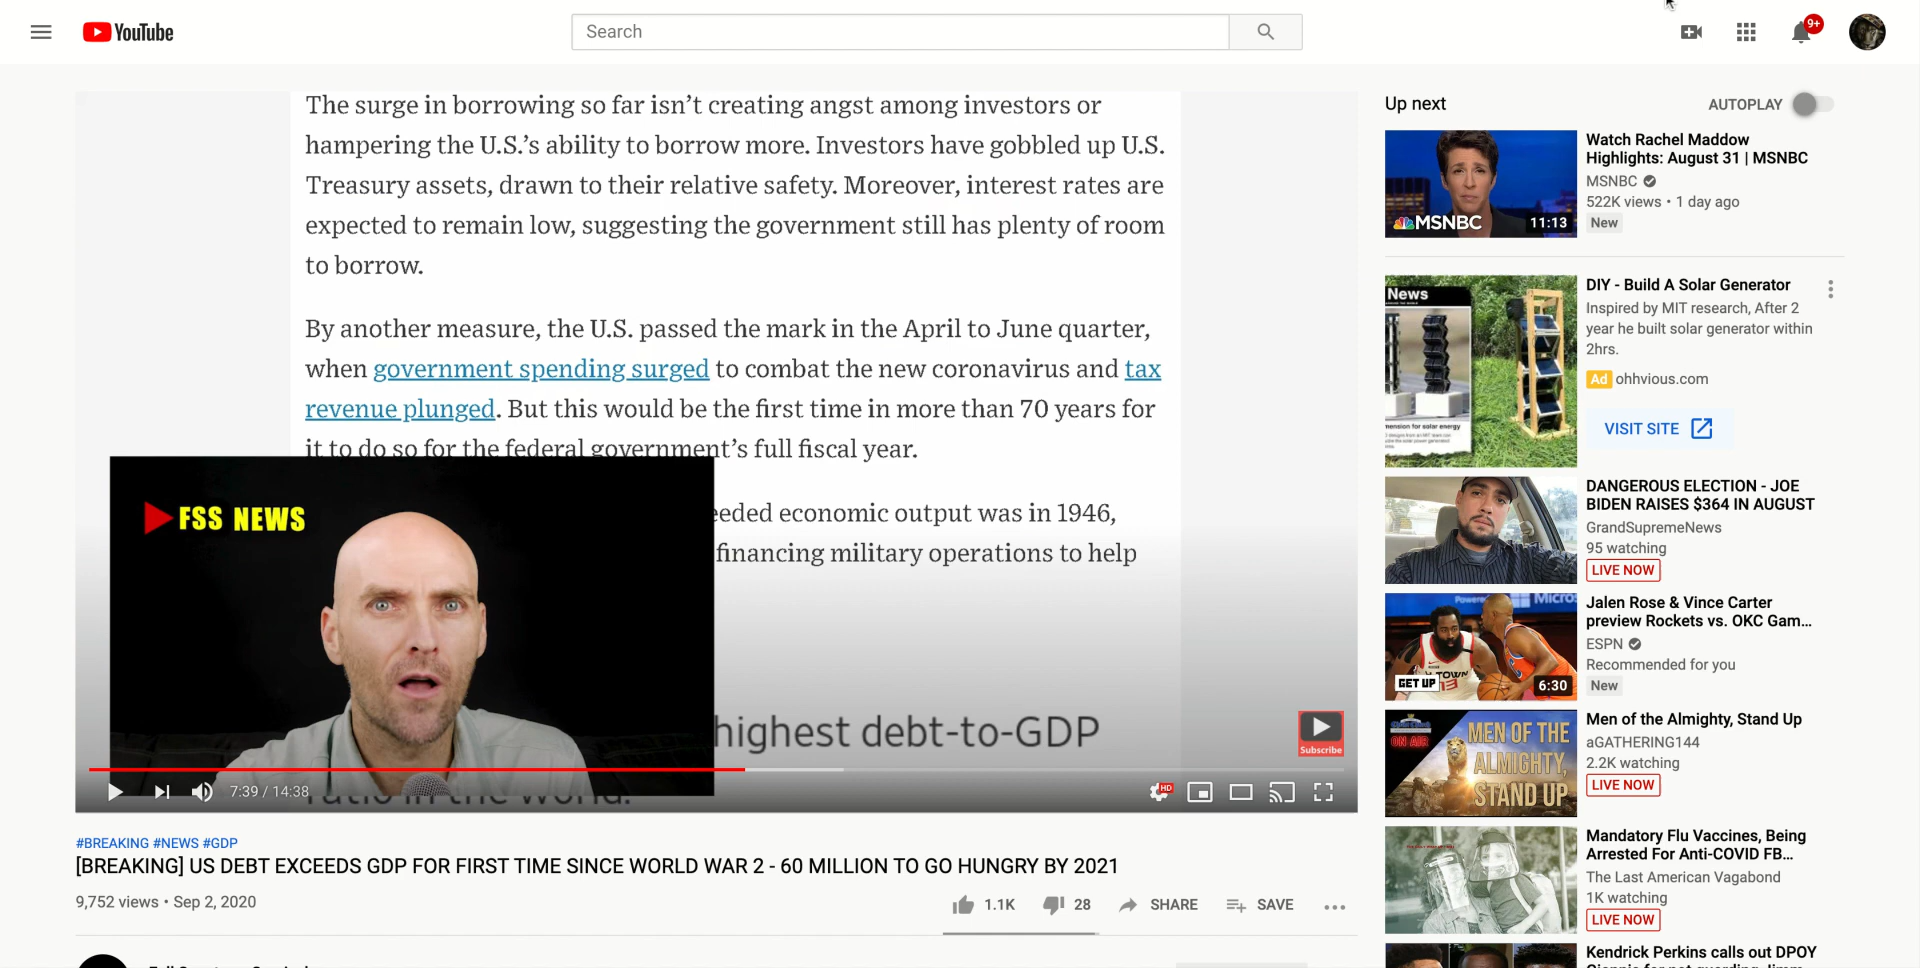 YouTube
Search
9+
The surge in borrowing so far isn't creating angst among investors or
hampering the U.S.'s ability to borrow more. Investors have gobbled up U.S.
Treasury assets, drawn to their relative safety. Moreover, interest rates are
expected to remain low, suggesting the government still has plenty of room
to borrow.
By another measure, the U.S. passed the mark in the April to June quarter,
when government spending surged to combat the new coronavirus and tax
revenue plunged. But this would be the first time in more than 70 years for
it to do so for the federal government's full fiscal year.
economic output was in 1946,
financing military operations to help
FSS NEWS
highest debt-to-GDP
ratio in the world.
Subscribe
7:39 / 14:38
HD
#BREAKING #NEWS #GDP
[BREAKING] US DEBT EXCEEDS GDP FOR FIRST TIME SINCE WORLD WAR 2 - 60 MILLION TO GO HUNGRY BY 2021
9,752 views • Sep 2, 2020
1.1K
28
SHARE
SAVE
Up next
AUTOPLAY
MSNBC
11:13
Watch Rachel Maddow
Highlights: August 31 | MSNBC
MSNBC
522K views • 1 day ago
New
News
DIY - Build A Solar Generator
Inspired by MIT research, After 2
year he built solar generator within
2hrs.
Ad ohhvious.com
VISIT SITE
DANGEROUS ELECTION - JOE
BIDEN RAISES $364 IN AUGUST
GrandSupremeNews
95 watching
LIVE NOW
GET UP
6:30
Jalen Rose & Vince Carter
preview Rockets vs. OKC Gam...
ESPN
Recommended for you
New
ON AIR
MEN OF THE
ALMIGHTY,
STAND UP
Men of the Almighty, Stand Up
aGATHERING144
2.2K watching
LIVE NOW
Mandatory Flu Vaccines, Being
Arrested For Anti-COVID FB...
The Last American Vagabond
1K watching
LIVE NOW
Kendrick Perkins calls out DPOY